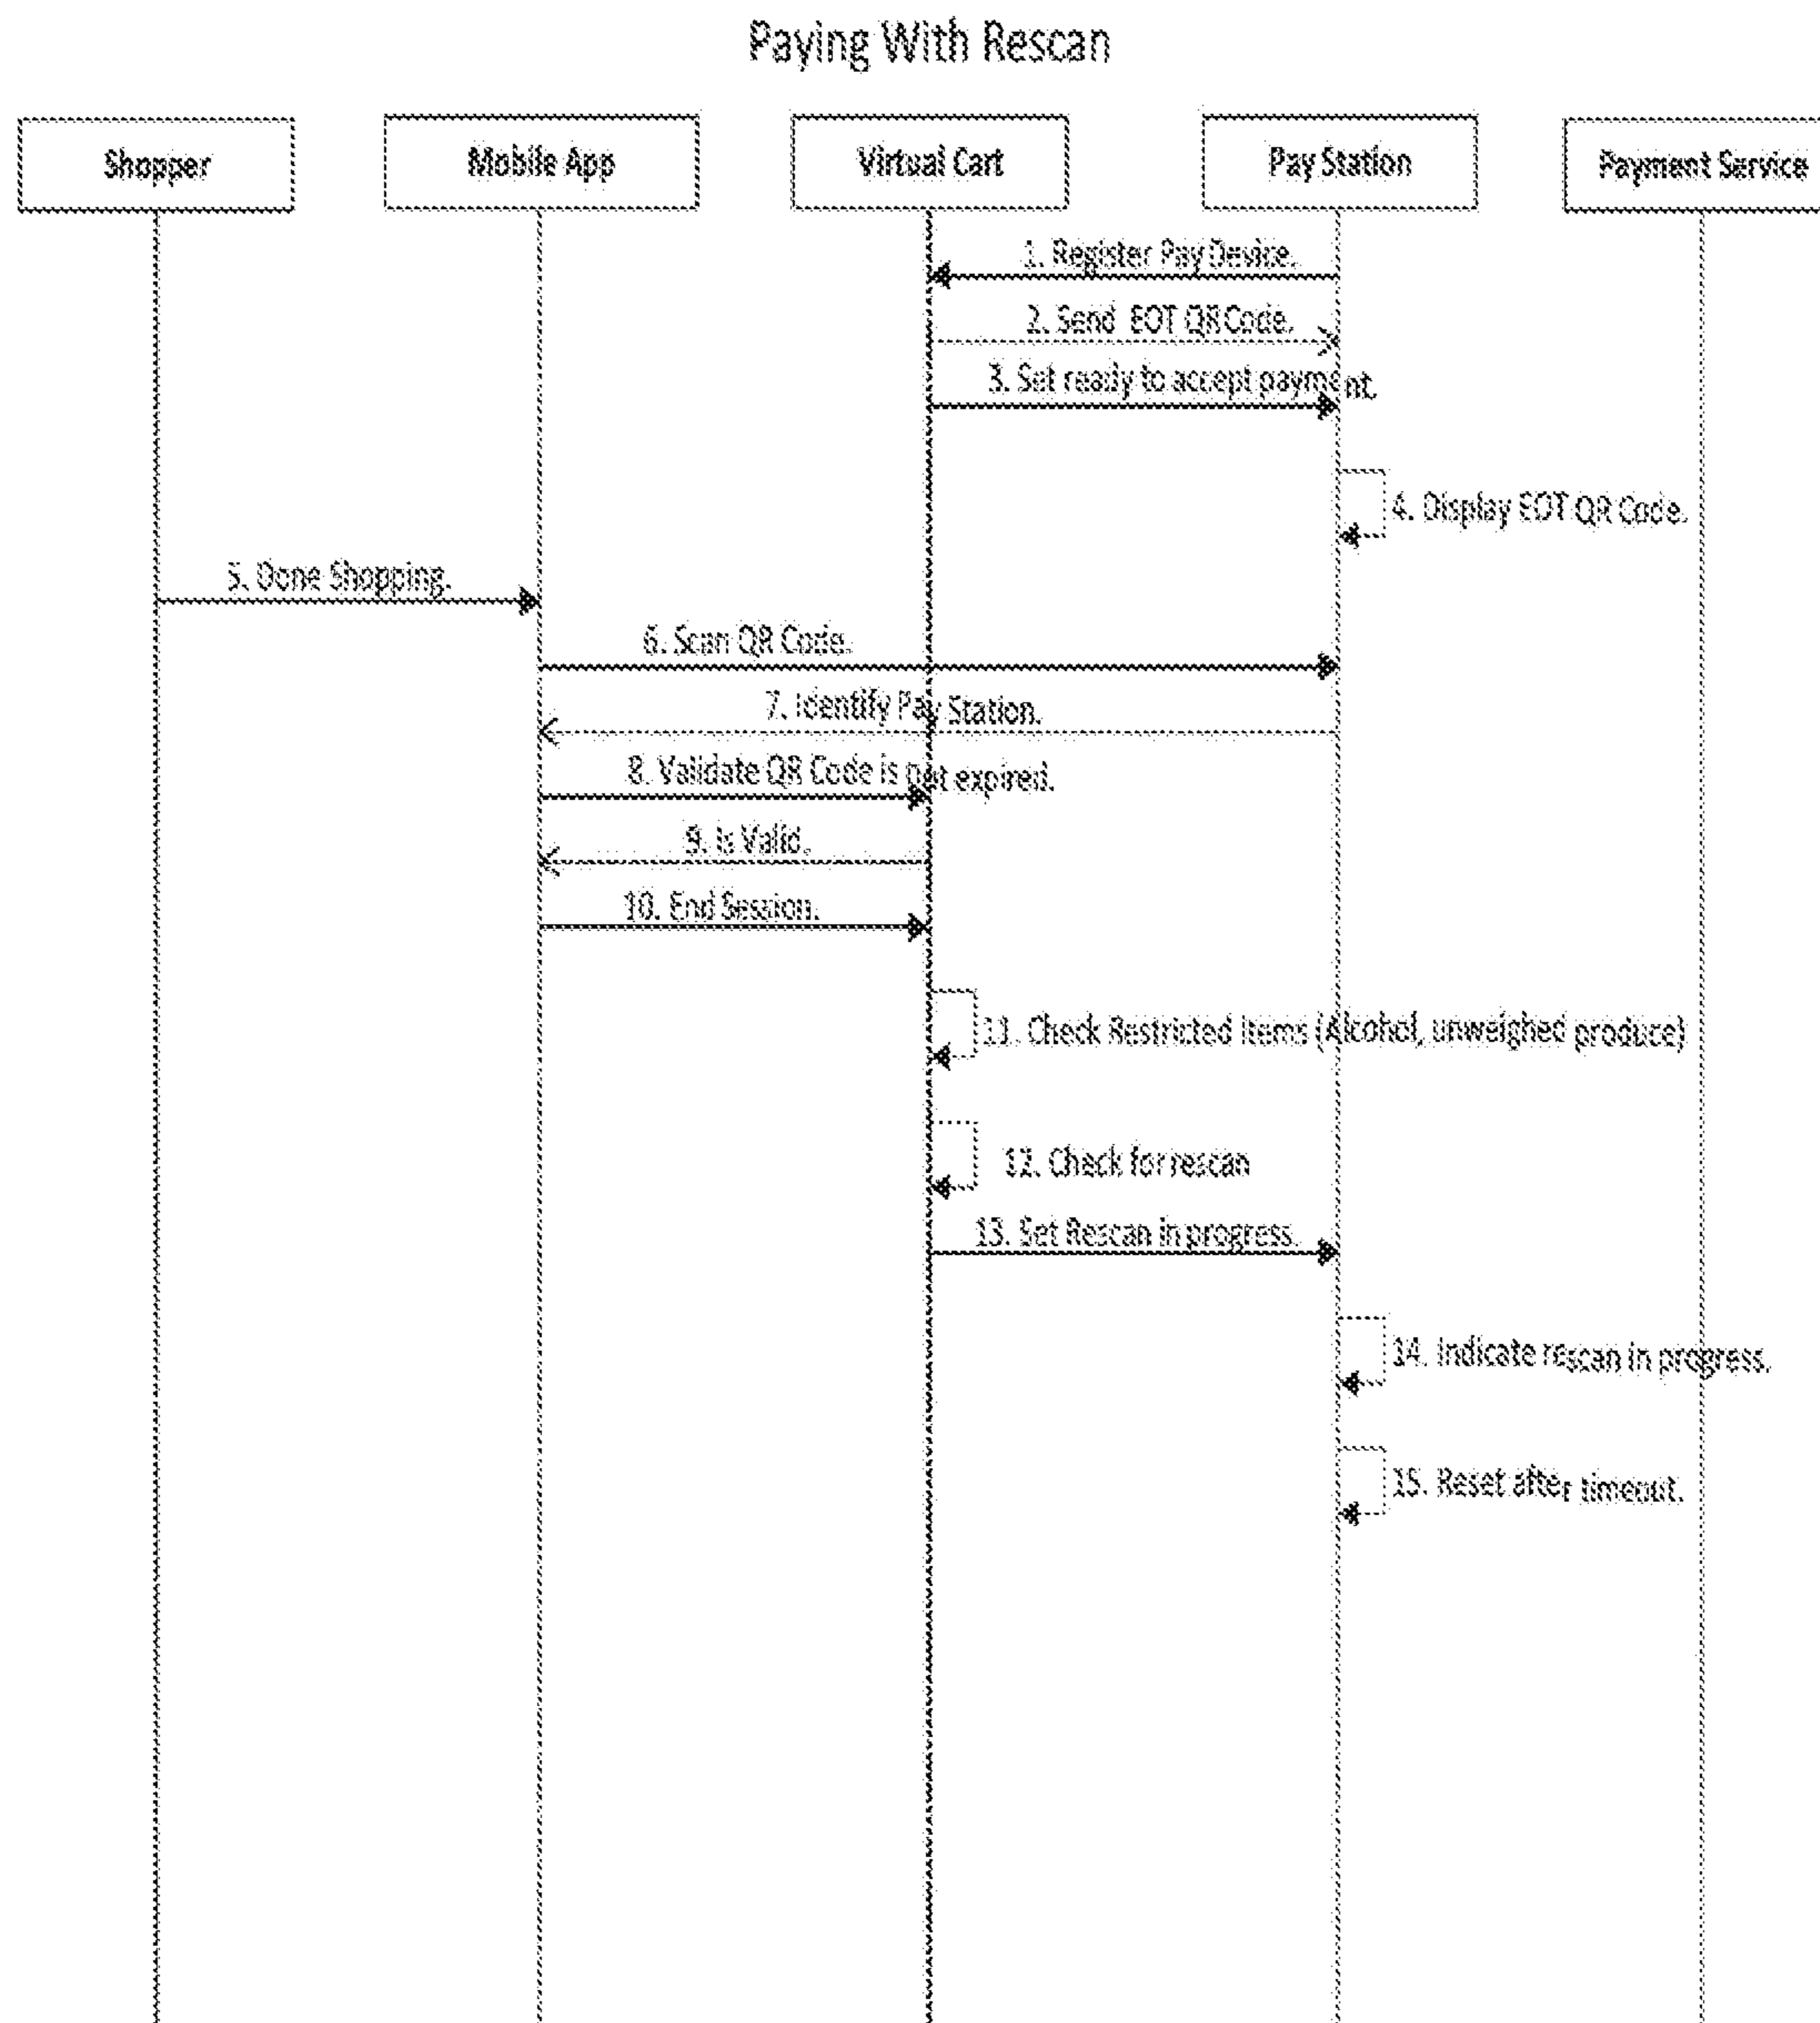 Paying With Rescan
Shopper
Mobile App
Virtual Cart
Pay Station
Payment Service
1. Register Pay Device.
2. Send EOT QR Code.
3. Set ready to accept payment.
4. Display EOT QR Code.
5. Done Shopping.
6. Scan QR Code.
7. Identify Pay Station.
8. Validate QR Code is not expired.
9. Is Valid.
10. End Session.
11. Check Restricted Items (Alcohol, unweighed produce)
12. Check for rescan
13. Set Rescan in progress.
14. Indicate rescan in progress.
15. Reset after timeout.